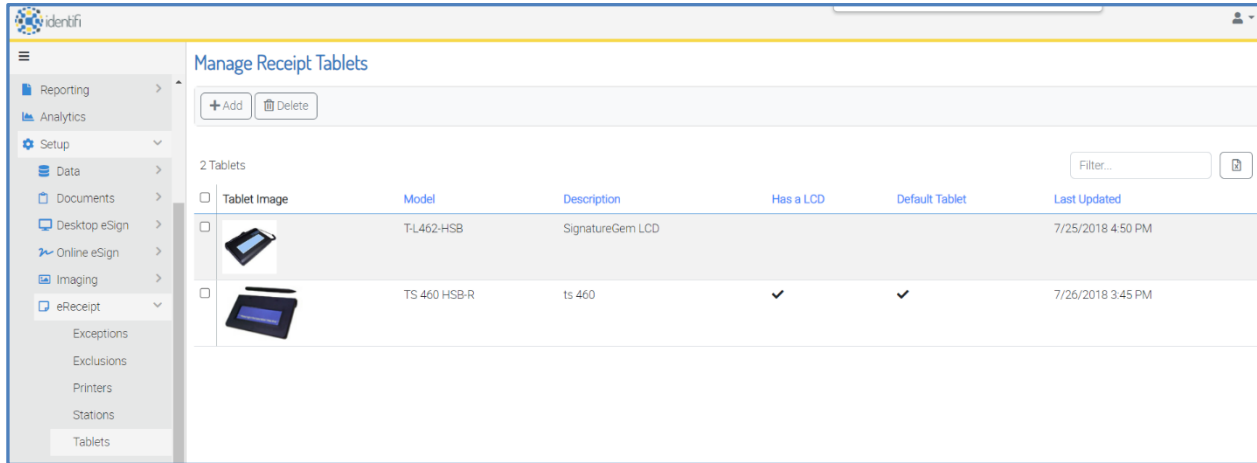 identifi
Manage Receipt Tablets
Reporting
Analytics
Setup
Data
Documents
Desktop eSign
Online eSign
Imaging
eReceipt
Exceptions
Exclusions
Printers
Stations
Tablets
Add Delete
2 Tablets Filter...
Tablet Image Model Description Has a LCD Default Tablet Last Updated
T-L462-HSB SignatureGem LCD 7/25/2018 4:50 PM
TS 460 HSB-R ts 460 7/26/2018 3:45 PM